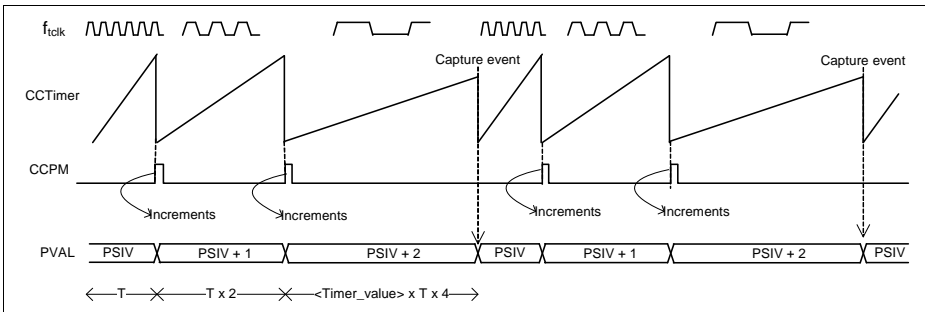 ftclk
Capture event Capture event
CCTimer
CCPM
Increments Increments Increments Increments
PVAL PSIV PSIV + 1 PSIV + 2 PSIV PSIV + 1 PSIV + 2 PSIV
T T x 2 <Timer_value> x T x 4